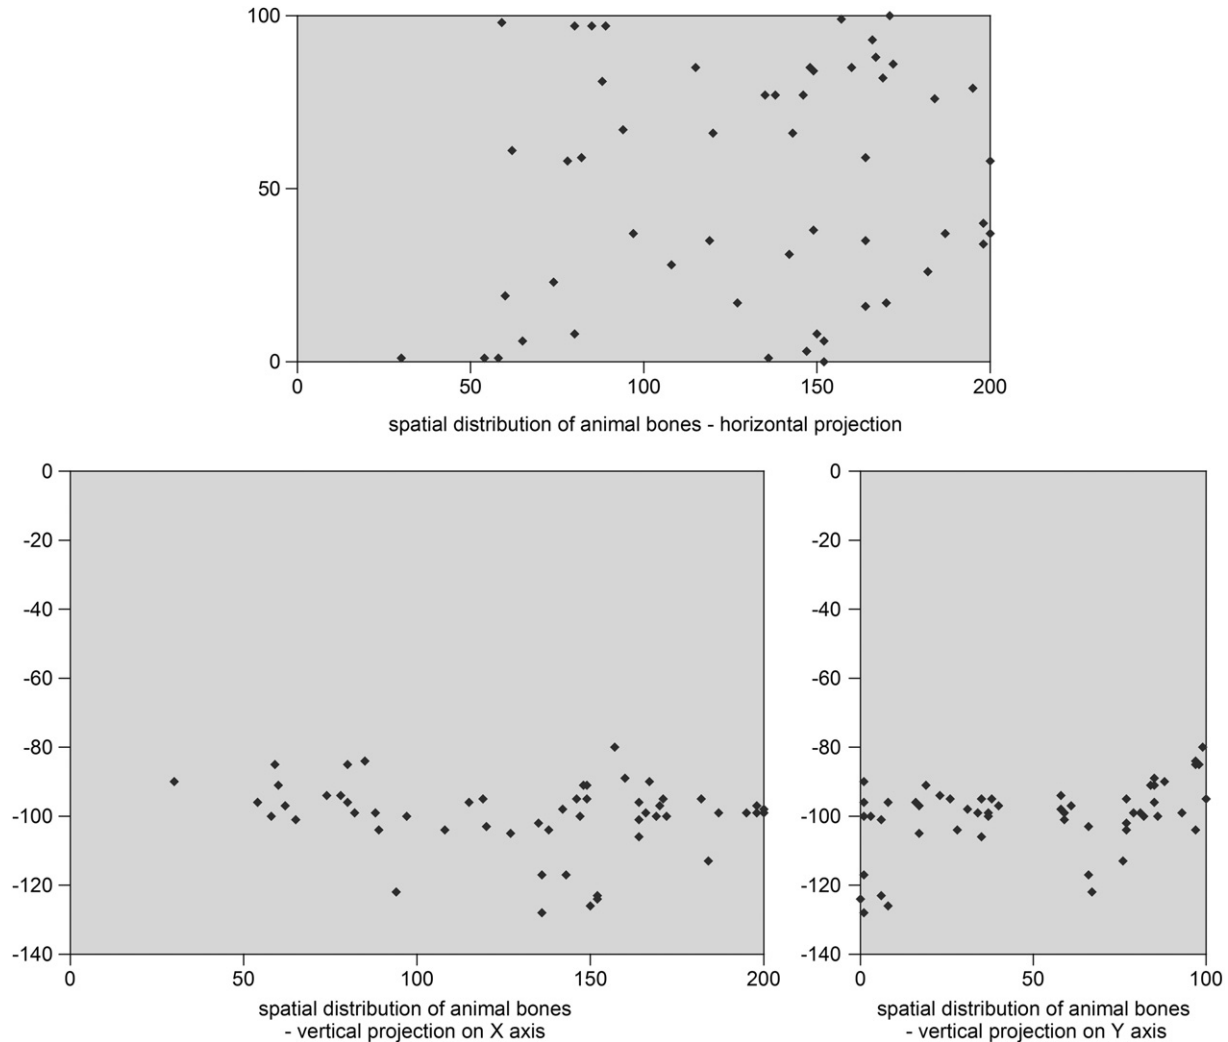 100
50
0
0 50 100 150 200
spatial distribution of animal bones - horizontal projection
0
-20
-40
-60
-80
-100
-120
-140
0 50 100 150 200
spatial distribution of animal bones
- vertical projection on X axis
0
-20
-40
-60
-80
-100
-120
-140
0 50 100
spatial distribution of animal bones
- vertical projection on Y axis